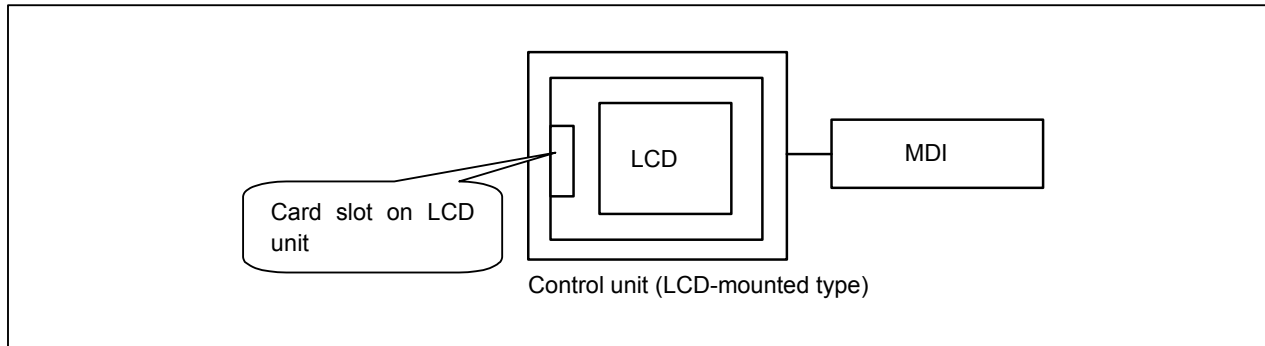 LCD
MDI
Card slot on LCD
unit
Control unit (LCD-mounted type)